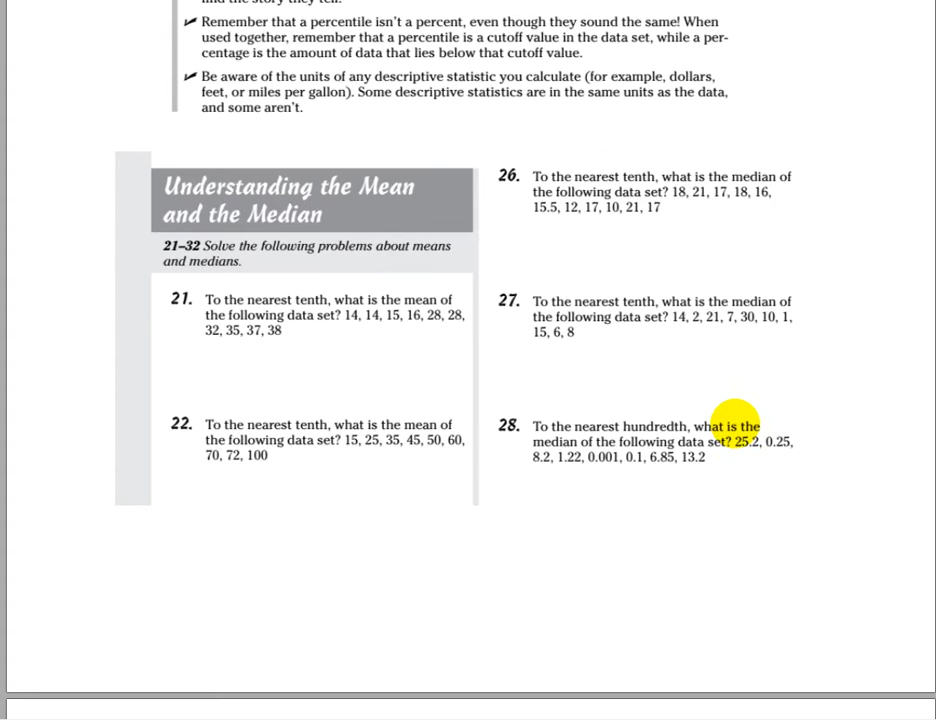 Remember that a percentile isn't a percent, even though they sound the same! When
used together, remember that a percentile is a cutoff value in the data set, while a per-
centage is the amount of data that lies below that cutoff value.
Be aware of the units of any descriptive statistic you calculate (for example, dollars,
feet, or miles per gallon). Some descriptive statistics are in the same units as the data,
and some aren't.
Understanding the Mean
and the Median
21–32 Solve the following problems about means
and medians.
21. To the nearest tenth, what is the mean of
the following data set? 14, 14, 15, 16, 28, 28,
32, 35, 37, 38
22. To the nearest tenth, what is the mean of
the following data set? 15, 25, 35, 45, 50, 60,
70, 72, 100
26. To the nearest tenth, what is the median of
the following data set? 18, 21, 17, 18, 16,
15.5, 12, 17, 10, 21, 17
27. To the nearest tenth, what is the median of
the following data set? 14, 2, 21, 7, 30, 10, 1,
15, 6, 8
28. To the nearest hundredth, what is the
median of the following data set? 25.2, 0.25,
8.2, 1.22, 0.001, 0.1, 6.85, 13.2